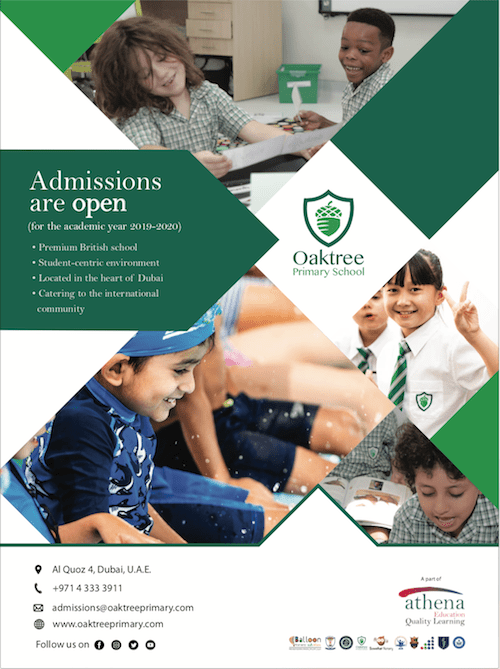 Admissions
are open
(for the academic year 2019-2020)
• Premium British school
• Student-centric environment
• Located in the heart of Dubai
• Catering to the international
community
Oaktree
Primary School
Al Quoz 4, Dubai, U.A.E.
+971 4 333 3911
admissions@oaktreeprimary.com
www.oaktreeprimary.com
Follow us on
A part of
athena
Education
Quality Learning
Balloon